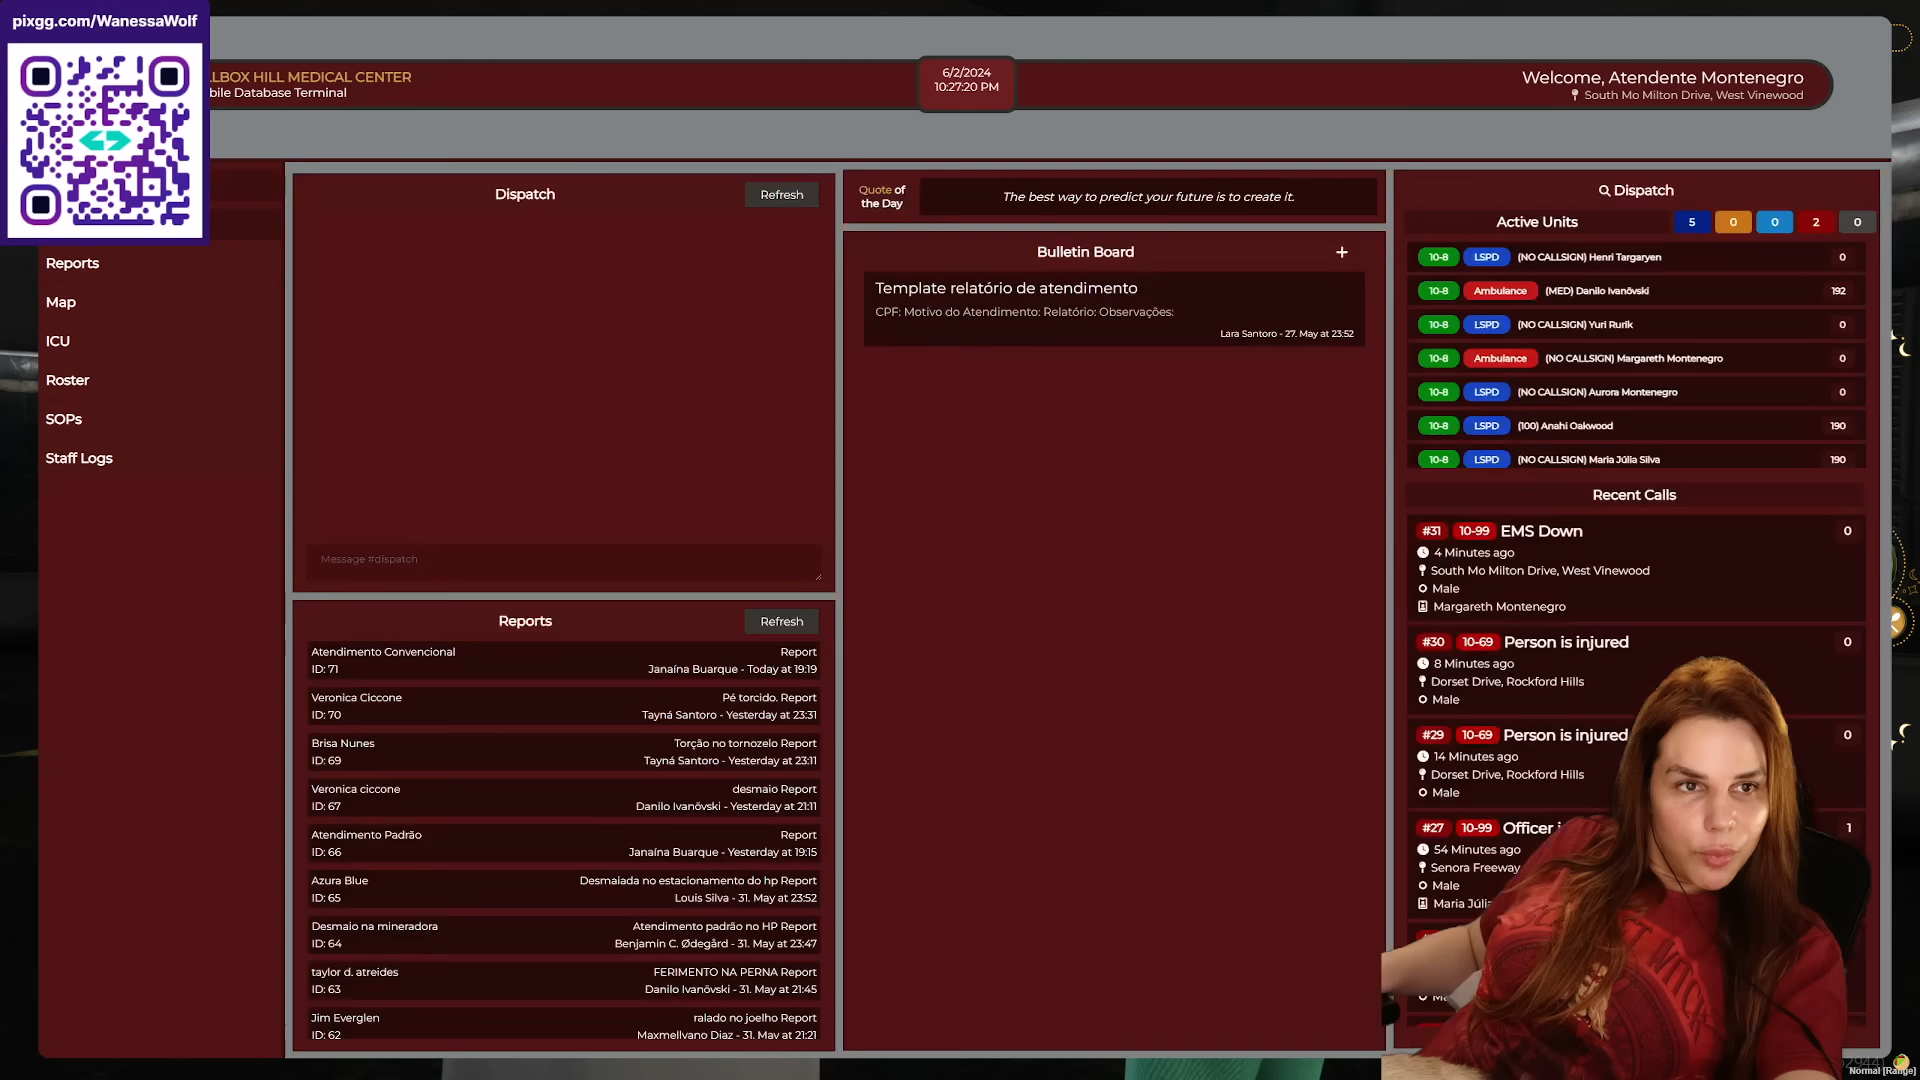 pixgg.com/WanessaWolf
LLBOX HILL MEDICAL CENTER
bile Database Terminal
6/2/2024
10:27:20 PM
Welcome, Atendente Montenegro
South Mo Milton Drive, West Vinewood
Reports
Map
ICU
Roster
SOPs
Staff Logs
Dispatch
Refresh
Message #dispatch
Reports
Refresh
Atendimento Convencional Report
ID: 71 Janaína Buarque - Today at 19:19
Veronica Ciccone Pé torcido. Report
ID: 70 Tayná Santoro - Yesterday at 23:31
Brisa Nunes Torção no tornozelo Report
ID: 69 Tayná Santoro - Yesterday at 23:11
Veronica ciccone desmaio Report
ID: 67 Danilo Ivanôvski - Yesterday at 21:11
Atendimento Padrão Report
ID: 66 Janaína Buarque - Yesterday at 19:15
Azura Blue Desmaiada no estacionamento do hp Report
ID: 65 Louis Silva - 31. May at 23:52
Desmaio na mineradora Atendimento padrão no HP Report
ID: 64 Benjamin C. Ødegård - 31. May at 23:47
taylor d. atreides FERIMENTO NA PERNA Report
ID: 63 Danilo Ivanôvski - 31. May at 21:45
Jim Everglen ralado no joelho Report
ID: 62 Maxmellvano Diaz - 31. May at 21:21
Quote of
the Day
The best way to predict your future is to create it.
Bulletin Board +
Template relatório de atendimento
CPF: Motivo do Atendimento: Relatório: Observações:
Lara Santoro - 27. May at 23:52
Dispatch
Active Units 5 0 0 2 0
10-8 LSPD (NO CALLSIGN) Henri Targaryen 0
10-8 Ambulance (MED) Danilo Ivanôvski 192
10-8 LSPD (NO CALLSIGN) Yuri Rurik 0
10-8 Ambulance (NO CALLSIGN) Margareth Montenegro 0
10-8 LSPD (NO CALLSIGN) Aurora Montenegro 0
10-8 LSPD (100) Anahi Oakwood 190
10-8 LSPD (NO CALLSIGN) Maria Júlia Silva 190
Recent Calls
#31 10-99 EMS Down 0
4 Minutes ago
South Mo Milton Drive, West Vinewood
Male
Margareth Montenegro
#30 10-69 Person is injured 0
8 Minutes ago
Dorset Drive, Rockford Hills
Male
#29 10-69 Person is injured 0
14 Minutes ago
Dorset Drive, Rockford Hills
Male
#27 10-99 Officer 1
54 Minutes ago
Senora Freeway
Male
Maria Júlia
Normal [Range]